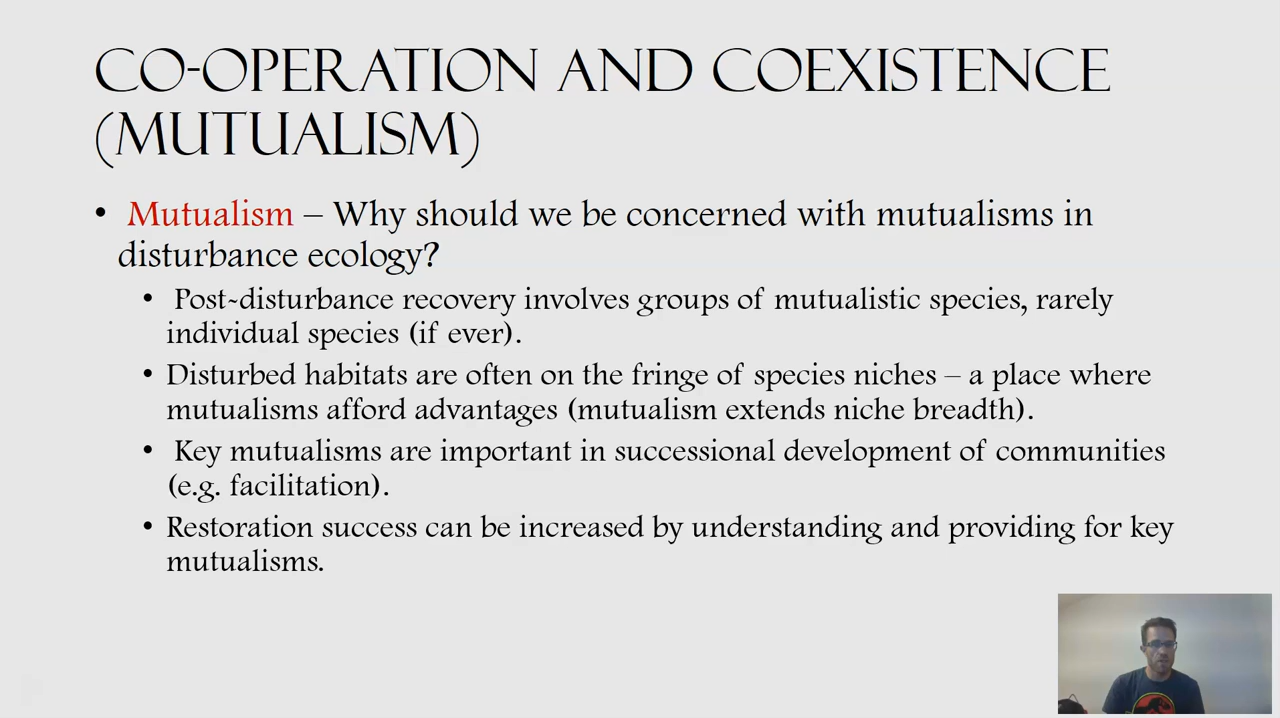 CO-OPERATION AND COEXISTENCE
(MUTUALISM)
• Mutualism – Why should we be concerned with mutualisms in
disturbance ecology?
• Post-disturbance recovery involves groups of mutualistic species, rarely
individual species (if ever).
• Disturbed habitats are often on the fringe of species niches – a place where
mutualisms afford advantages (mutualism extends niche breadth).
• Key mutualisms are important in successional development of communities
(e.g. facilitation).
• Restoration success can be increased by understanding and providing for key
mutualisms.